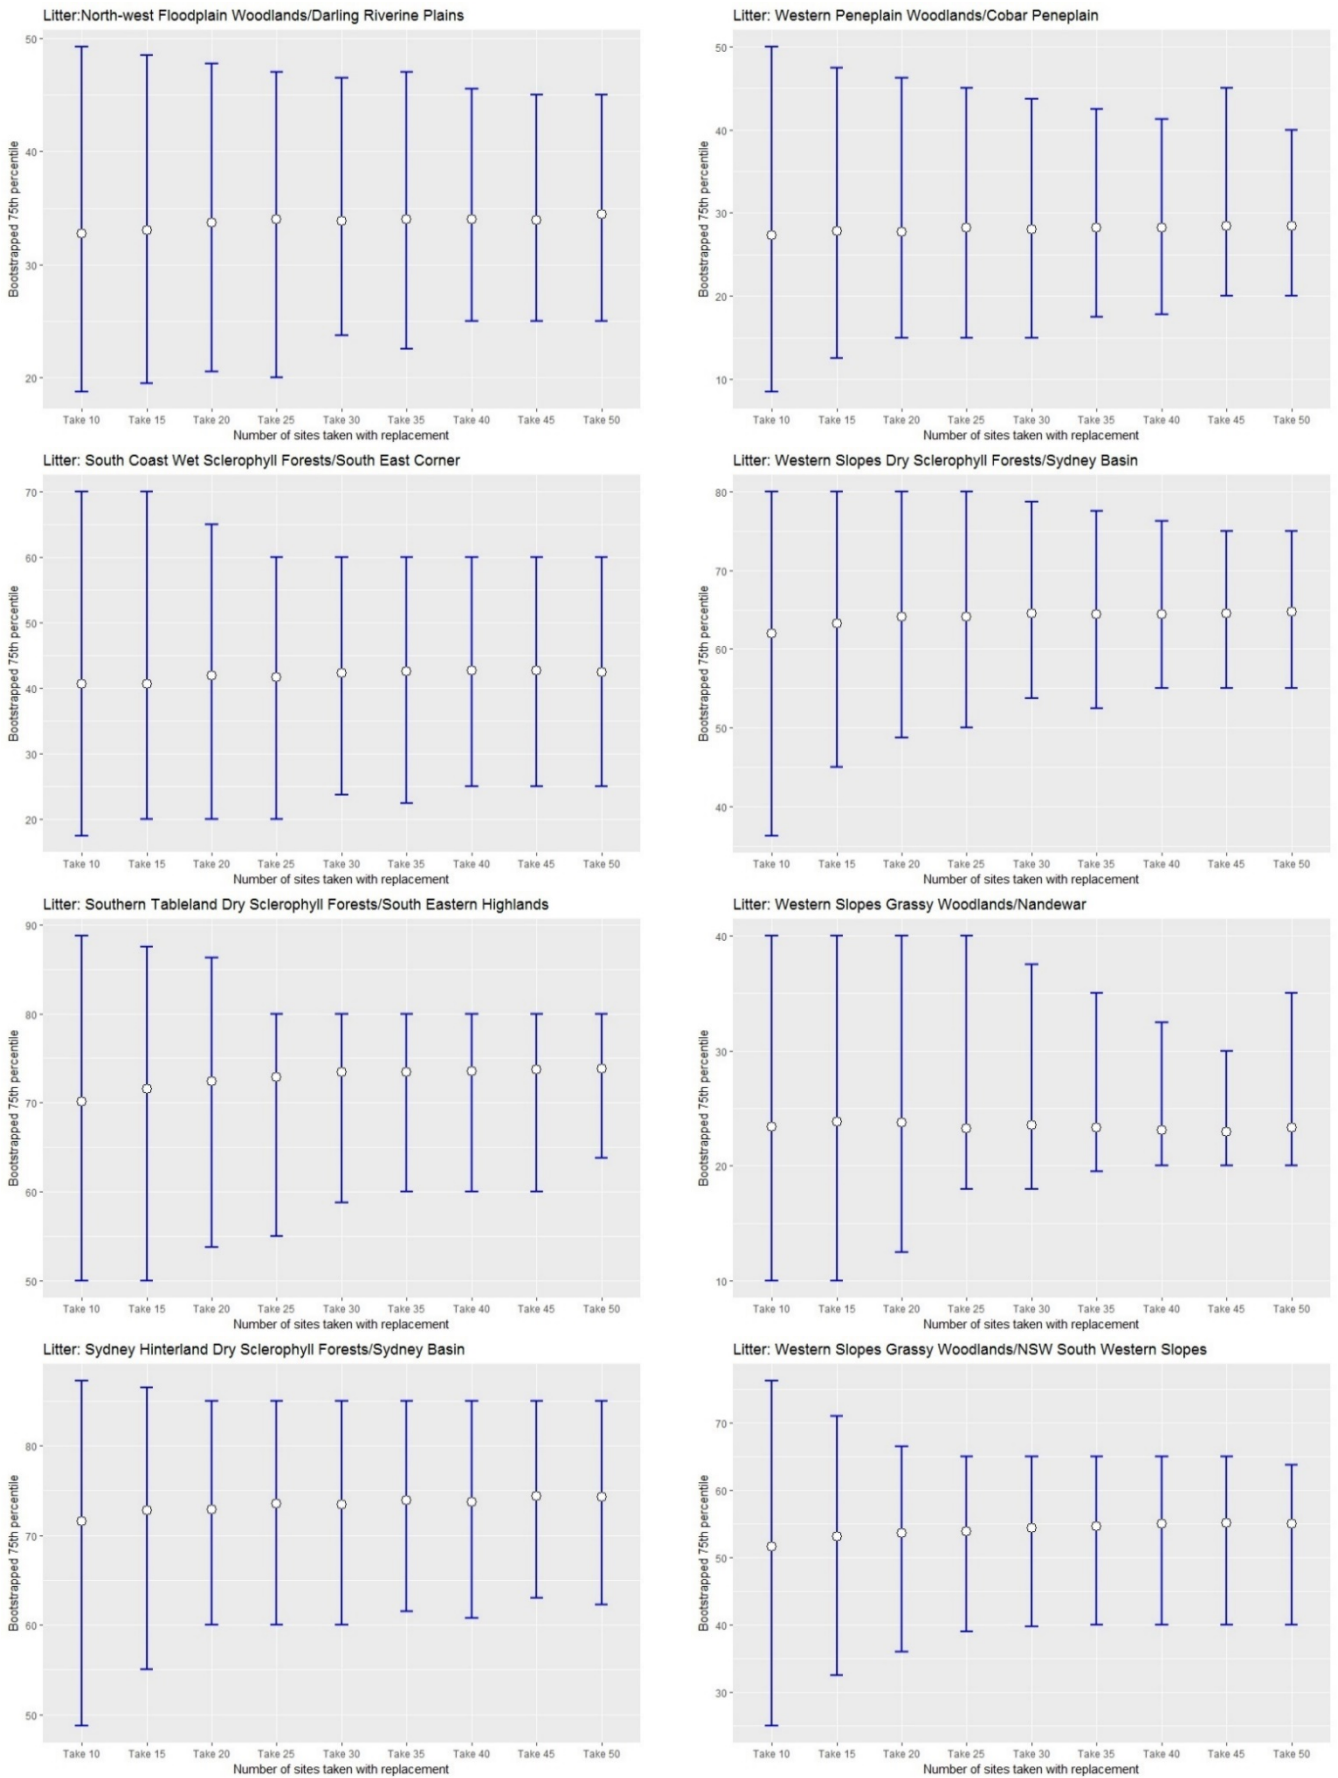 Litter:North-west Floodplain Woodlands/Darling Riverine Plains
Bootstrapped 75th percentile
50
40
30
20
Take 10 Take 15 Take 20 Take 25 Take 30 Take 35 Take 40 Take 45 Take 50
Number of sites taken with replacement
Litter: Western Peneplain Woodlands/Cobar Peneplain
Bootstrapped 75th percentile
50
40
30
20
10
Take 10 Take 15 Take 20 Take 25 Take 30 Take 35 Take 40 Take 45 Take 50
Number of sites taken with replacement
Litter: South Coast Wet Sclerophyll Forests/South East Corner
Bootstrapped 75th percentile
70
60
50
40
30
20
Take 10 Take 15 Take 20 Take 25 Take 30 Take 35 Take 40 Take 45 Take 50
Number of sites taken with replacement
Litter: Western Slopes Dry Sclerophyll Forests/Sydney Basin
Bootstrapped 75th percentile
80
70
60
50
40
Take 10 Take 15 Take 20 Take 25 Take 30 Take 35 Take 40 Take 45 Take 50
Number of sites taken with replacement
Litter: Southern Tableland Dry Sclerophyll Forests/South Eastern Highlands
Bootstrapped 75th percentile
90
80
70
60
50
Take 10 Take 15 Take 20 Take 25 Take 30 Take 35 Take 40 Take 45 Take 50
Number of sites taken with replacement
Litter: Western Slopes Grassy Woodlands/Nandewar
Bootstrapped 75th percentile
40
30
20
10
Take 10 Take 15 Take 20 Take 25 Take 30 Take 35 Take 40 Take 45 Take 50
Number of sites taken with replacement
Litter: Sydney Hinterland Dry Sclerophyll Forests/Sydney Basin
Bootstrapped 75th percentile
80
70
60
50
Take 10 Take 15 Take 20 Take 25 Take 30 Take 35 Take 40 Take 45 Take 50
Number of sites taken with replacement
Litter: Western Slopes Grassy Woodlands/NSW South Western Slopes
Bootstrapped 75th percentile
70
60
50
40
30
Take 10 Take 15 Take 20 Take 25 Take 30 Take 35 Take 40 Take 45 Take 50
Number of sites taken with replacement